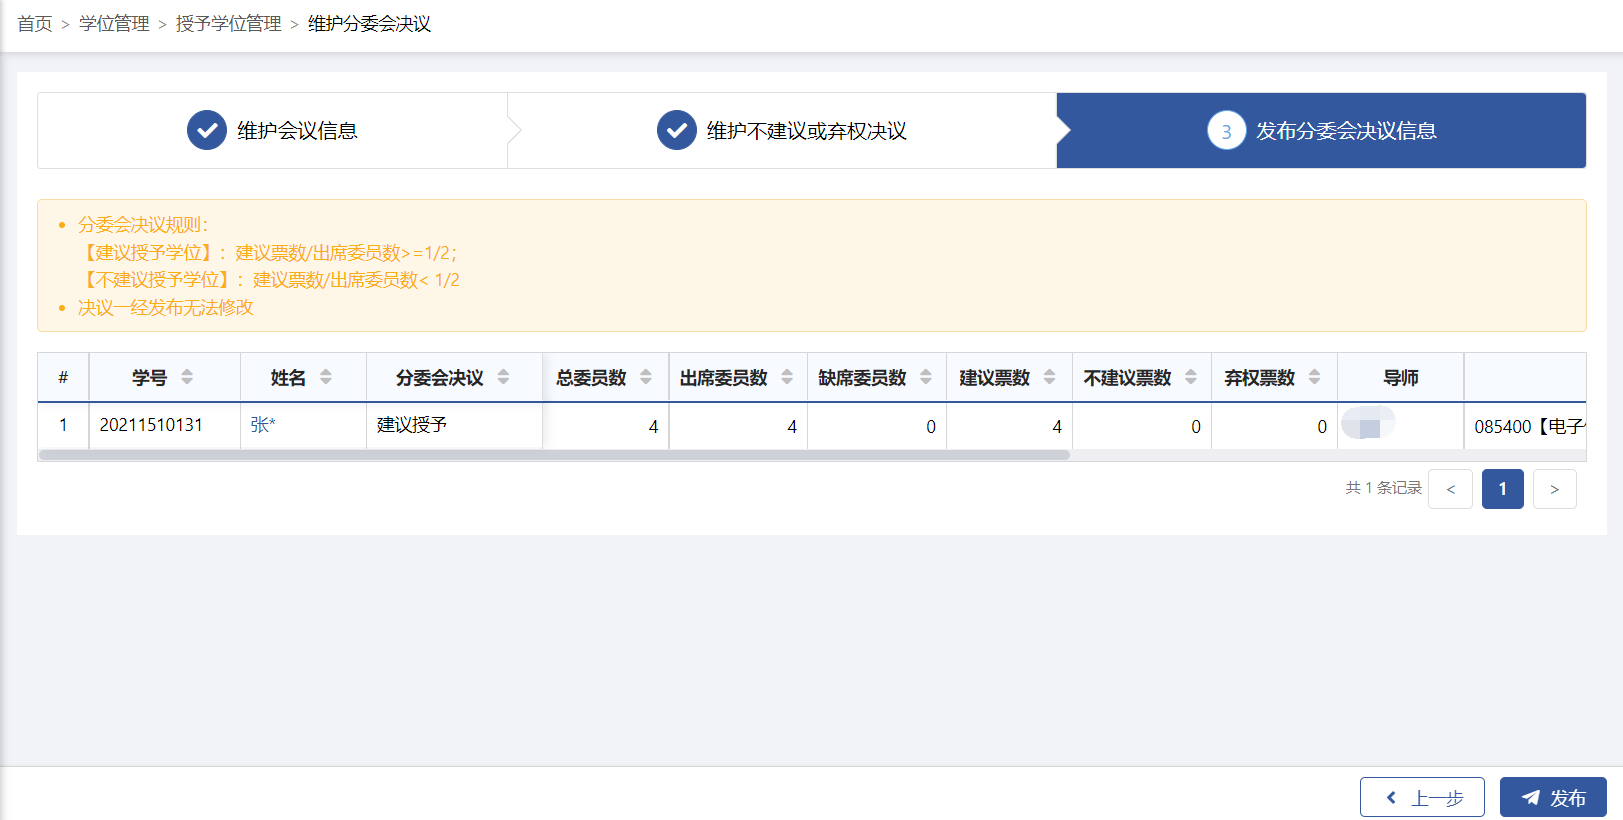 首页 > 学位管理 > 授予学位管理 > 维护分委会决议
维护会议信息
维护不建议或弃权决议
3 发布分委会决议信息
• 分委会决议规则：
【建议授予学位】：建议票数/出席委员数>=1/2；
【不建议授予学位】：建议票数/出席委员数< 1/2
• 决议一经发布无法修改
# 学号 姓名 分委会决议 总委员数 出席委员数 缺席委员数 建议票数 不建议票数 弃权票数 导师
1 20211510131 张* 建议授予 4 4 0 4 0 0 085400【电子
共 1 条记录 < 1 >
上一步
发布